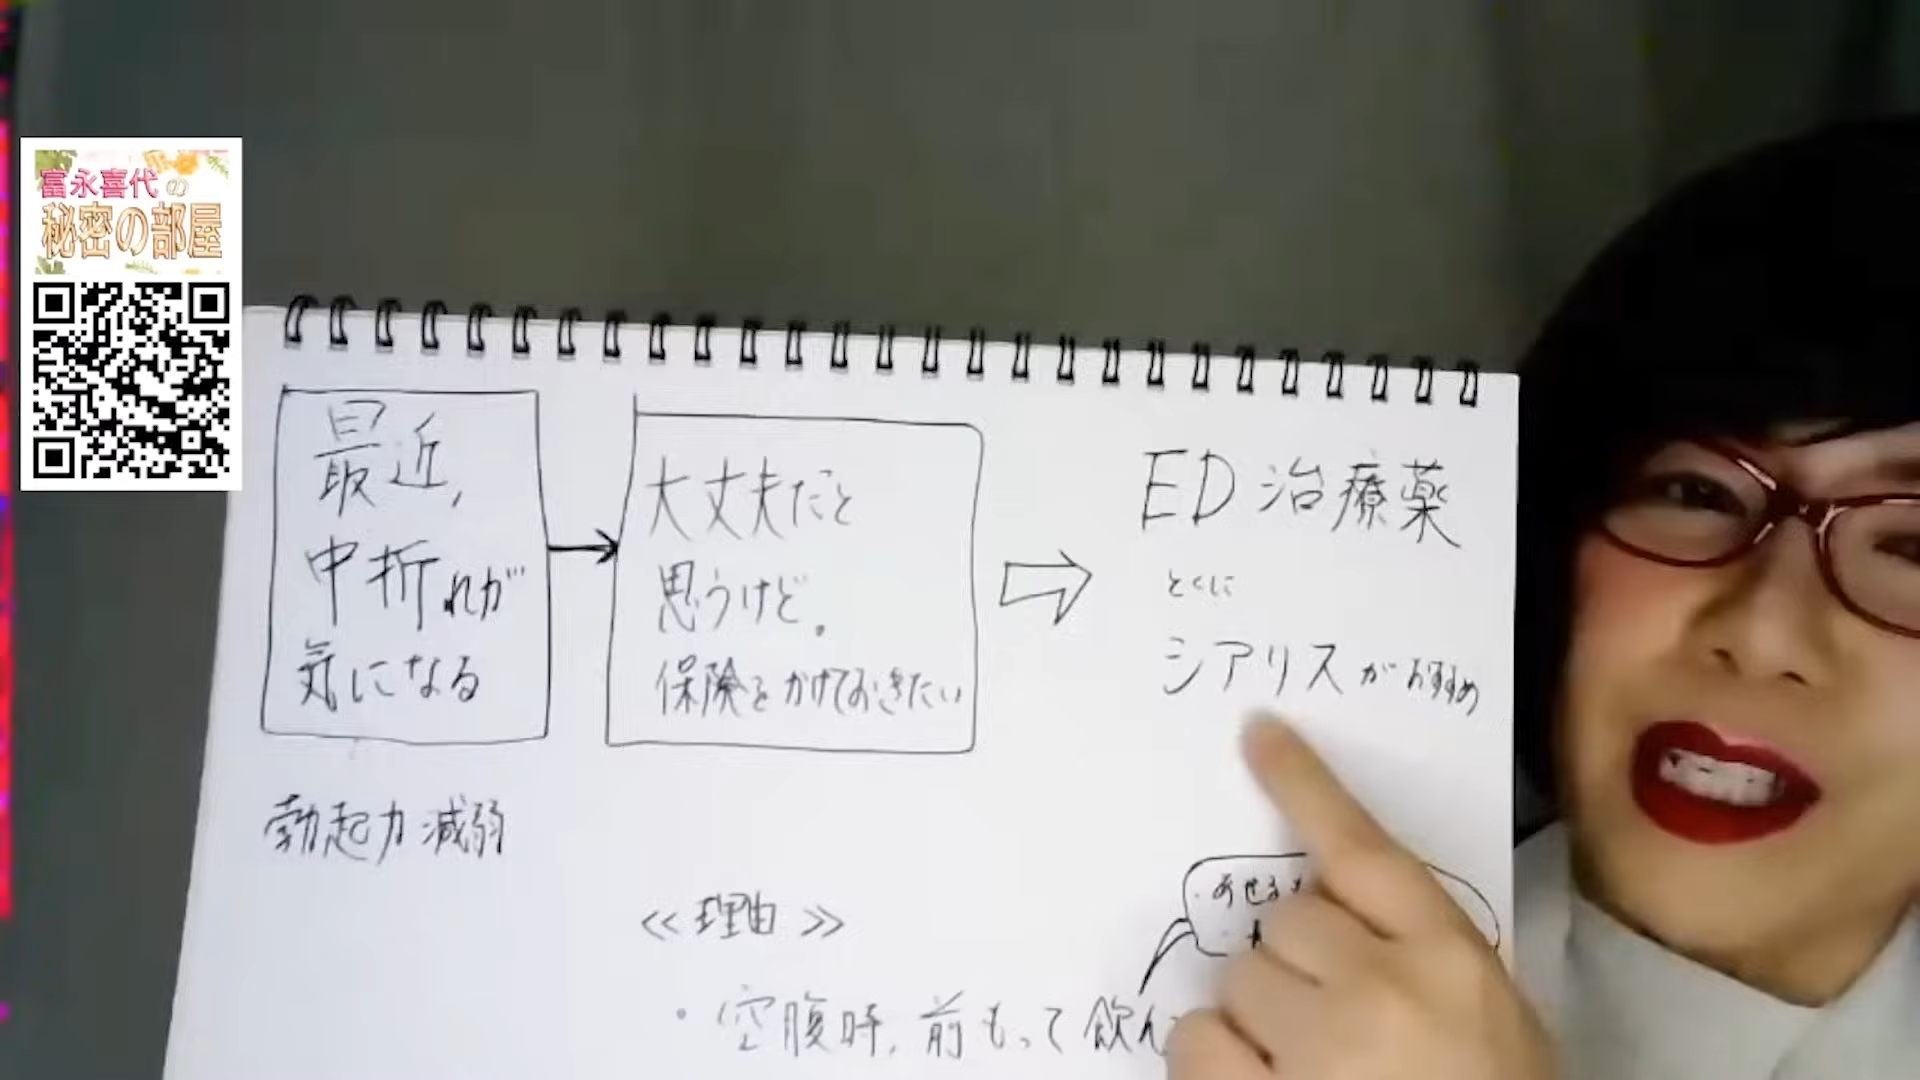 富永喜代の
秘密の部屋
最近,
中折れが
気になる
大丈夫だと
思うけど。
保険をかけておきたい
ED治療薬
とくに
シアリスがおすすめ
勃起力減弱
≪理由≫
・あせる
・空腹時,前もって飲ん